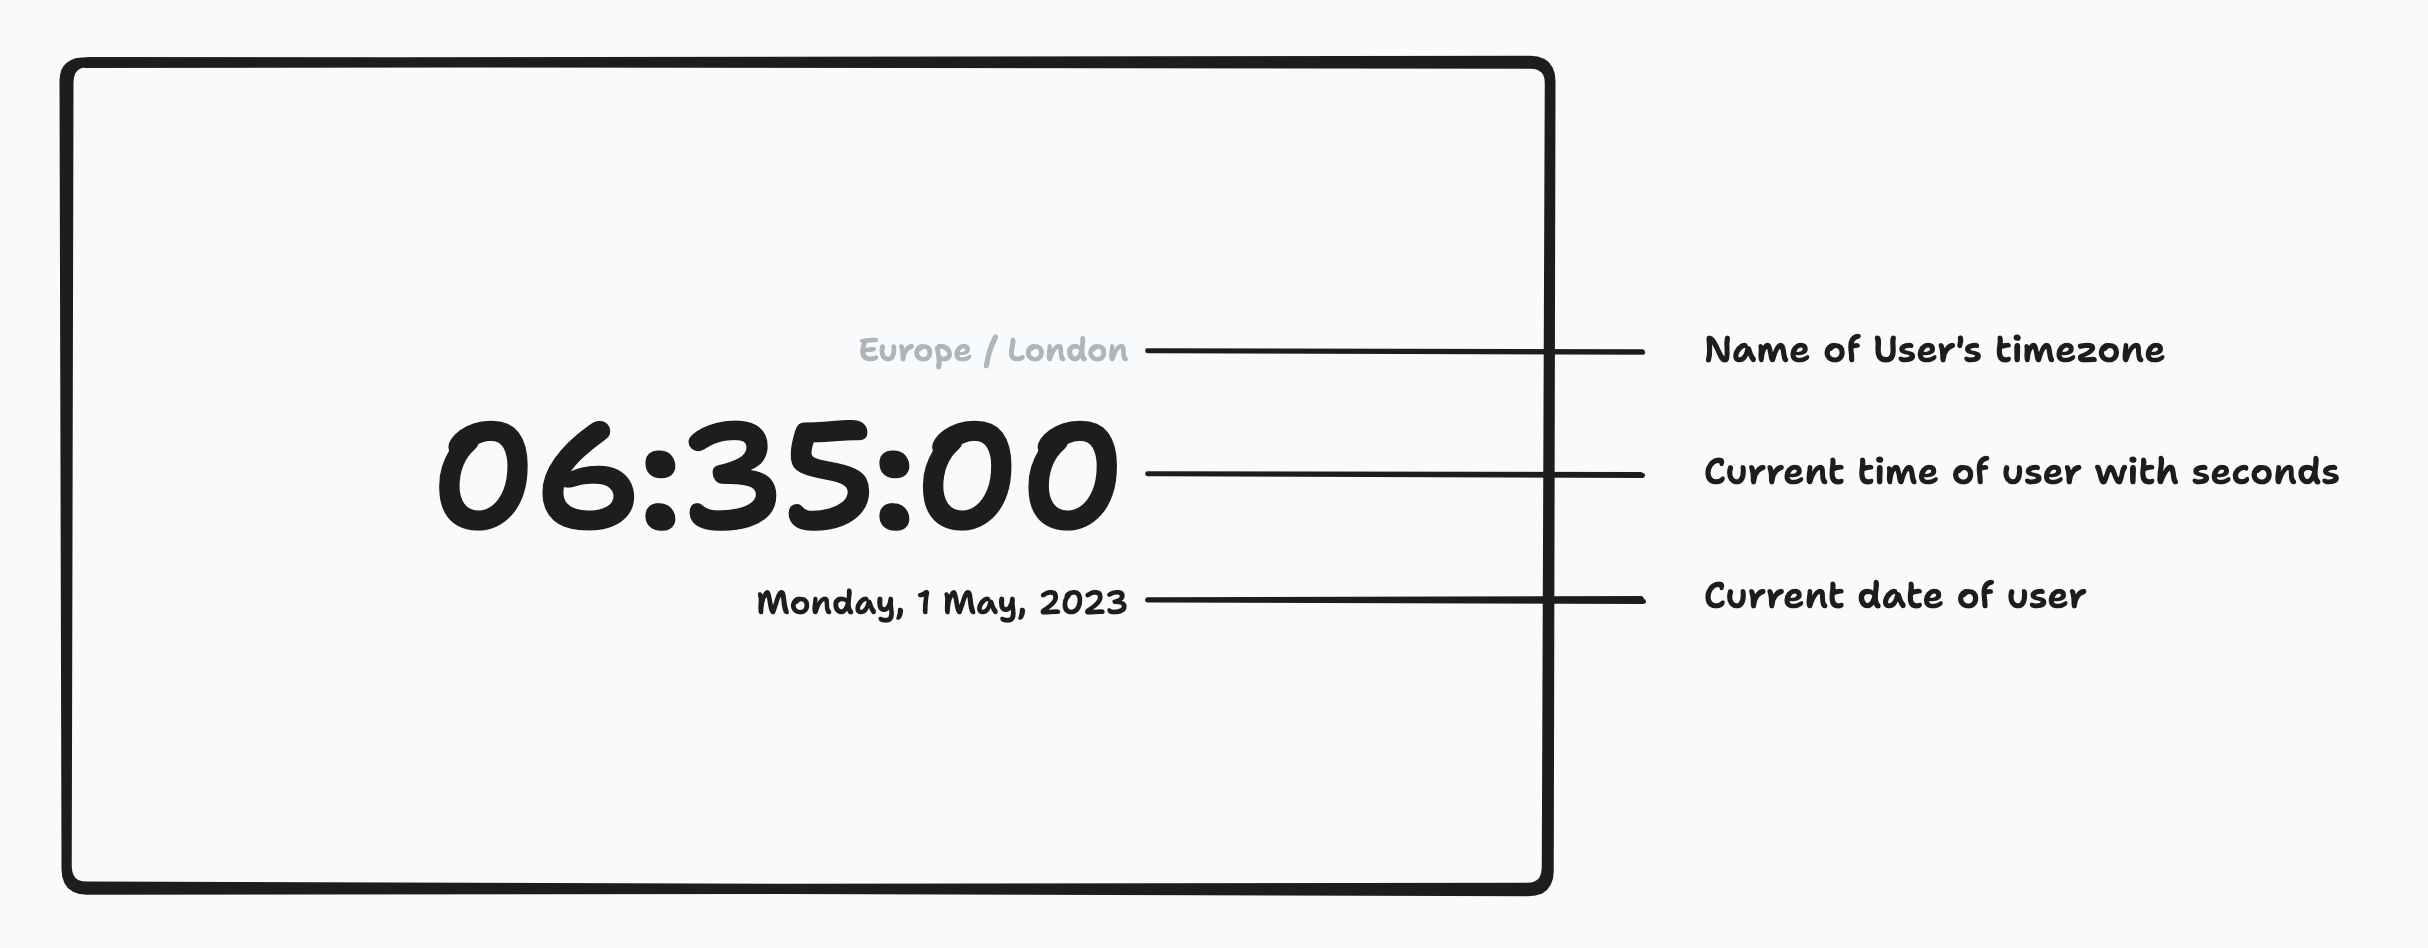 Europe / London
Name of User's timezone
06:35:00
Current time of user with seconds
Monday, 1 May, 2023
Current date of user